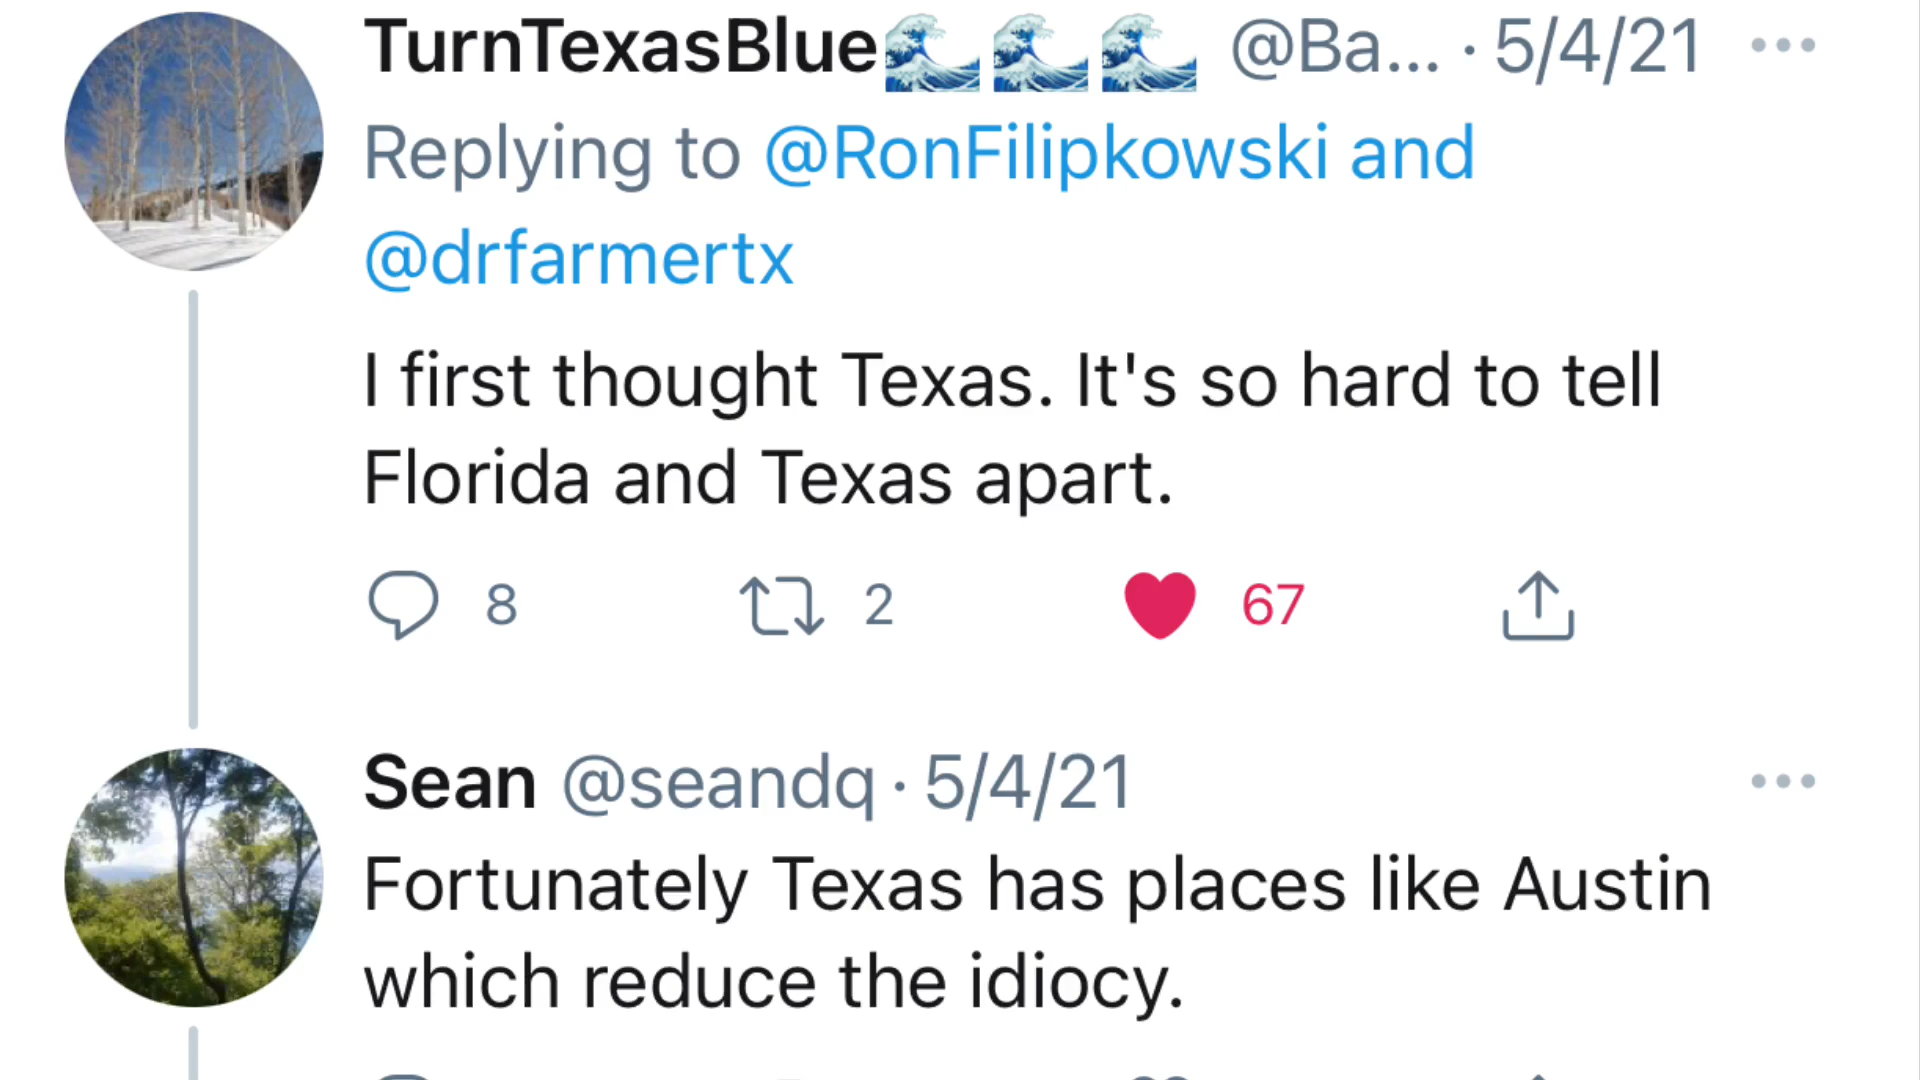 TurnTexasBlue🌊🌊🌊 @Ba... · 5/4/21
Replying to @RonFilipkowski and
@drfarmertx
I first thought Texas. It's so hard to tell
Florida and Texas apart.
8 2 67
Sean @seandq · 5/4/21
Fortunately Texas has places like Austin
which reduce the idiocy.